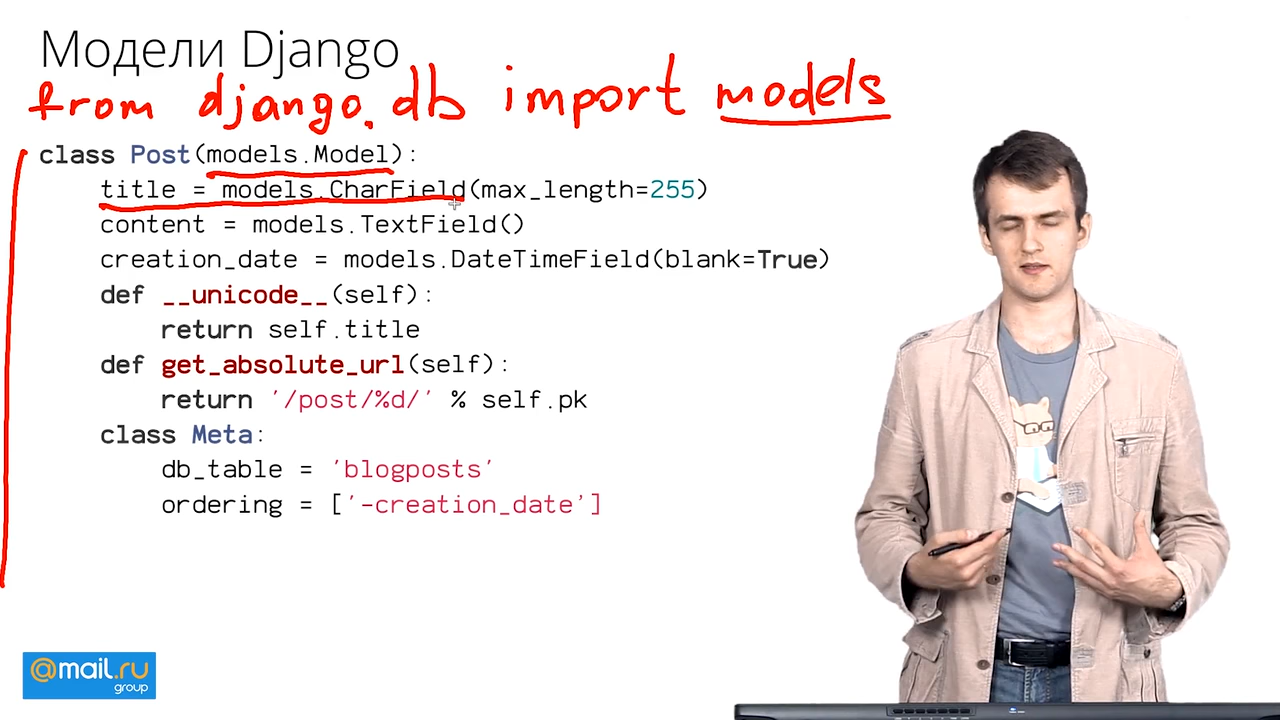 Модели Django
from django.db import models
class Post(models.Model):
title = models.CharField(max_length=255)
content = models.TextField()
creation_date = models.DateTimeField(blank=True)
def __unicode__(self):
return self.title
def get_absolute_url(self):
return '/post/%d/' % self.pk
class Meta:
db_table = 'blogposts'
ordering = ['-creation_date']
@mail.ru
group